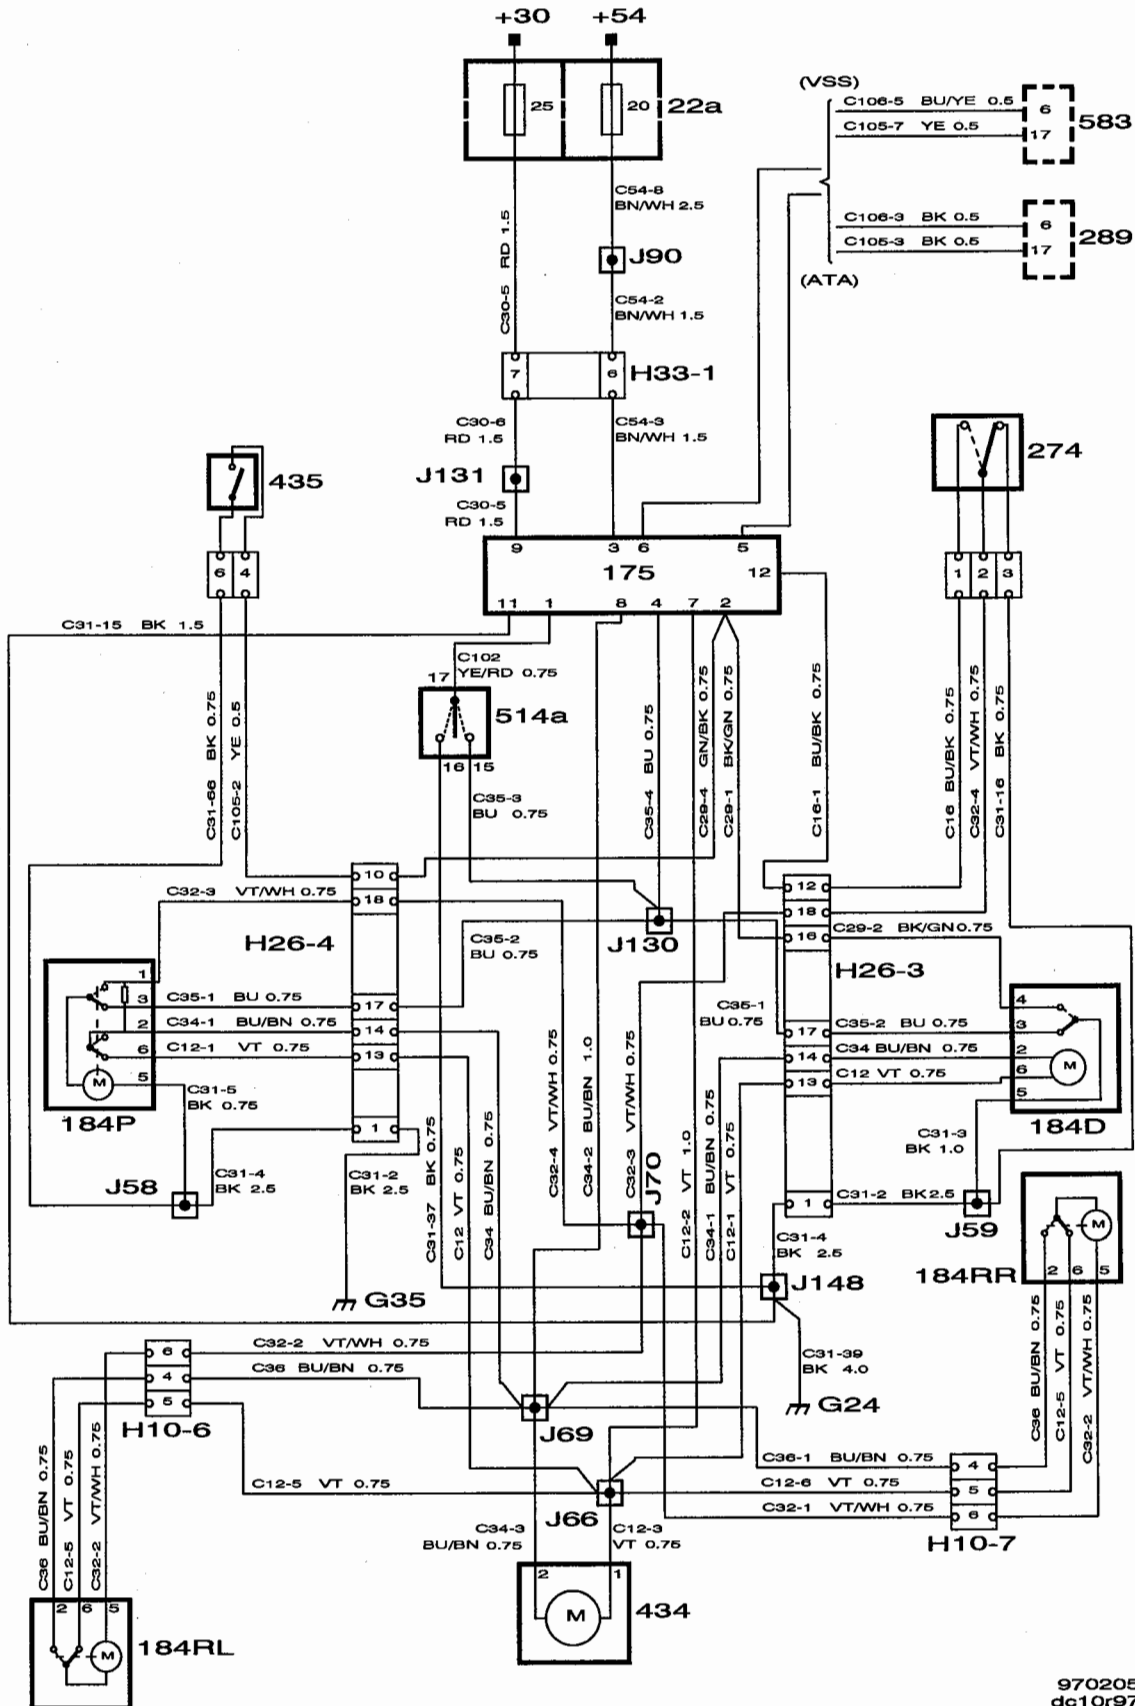 +30 +54
25 20 22a
(VSS)
C106-5 BU/YE 0.5 6 583
C105-7 YE 0.5 17
C106-3 BK 0.5 6 289
C105-3 BK 0.5 17
(ATA)
C54-8
BN/WH 2.5
C30-5 RD 1.5
J90
C54-2
BN/WH 1.5
7 6 H33-1
C30-6
RD 1.5
C54-3
BN/WH 1.5
J131
C30-5
RD 1.5
435
6 4
274
1 2 3
9 3 6 5
175 12
11 1 8 4 7 2
C31-15 BK 1.5
C102
YE/RD 0.75
17
514a
16 15
C35-3
BU 0.75
C31-66 BK 0.75
C105-2 YE 0.5
C35-4 BU 0.75
C29-4 GN/BK 0.75
C29-1 BK/GN 0.75
C16-1 BU/BK 0.75
C16 BU/BK 0.75
C32-4 VT/WH 0.75
C31-16 BK 0.75
C32-3 VT/WH 0.75
10
18
H26-4
17
14
13
1
C35-2
BU 0.75
J130
12
18
16
C29-2 BK/GN 0.75
H26-3
17
14
13
1
1
3 C35-1 BU 0.75
2 C34-1 BU/BN 0.75
6 C12-1 VT 0.75
5
M
184P
C31-5
BK 0.75
C35-1
BU 0.75
C35-2 BU 0.75
C34 BU/BN 0.75
C12 VT 0.75
4
3
2
6
5
M
184D
C31-3
BK 1.0
J58
C31-4
BK 2.5
C31-2
BK 2.5
C31-37 BK 0.75
C12 VT 0.75
C34 BU/BN 0.75
C32-4 VT/WH 0.75
C34-2 BU/BN 1.0
C32-3 VT/WH 0.75
J70
C12-2 VT 1.0
C34-1 BU/BN 0.75
C12-1 VT 0.75
C31-2 BK 2.5
J59
C31-4
BK 2.5
J148
M
2 6 5
184RR
G35
C31-39
BK 4.0
G24
C36 BU/BN 0.75
C12-5 VT 0.75
C32-2 VT/WH 0.75
6 C32-2 VT/WH 0.75
4 C36 BU/BN 0.75
5
H10-6
J69
C12-5 VT 0.75
J66
C36-1 BU/BN 0.75 4
C12-6 VT 0.75 5
C32-1 VT/WH 0.75 6
H10-7
C34-3
BU/BN 0.75
C12-3
VT 0.75
2 1
M
434
C36 BU/BN 0.75
C12-5 VT 0.75
C32-2 VT/WH 0.75
2 6 5
M
184RL
970205
dc10r97